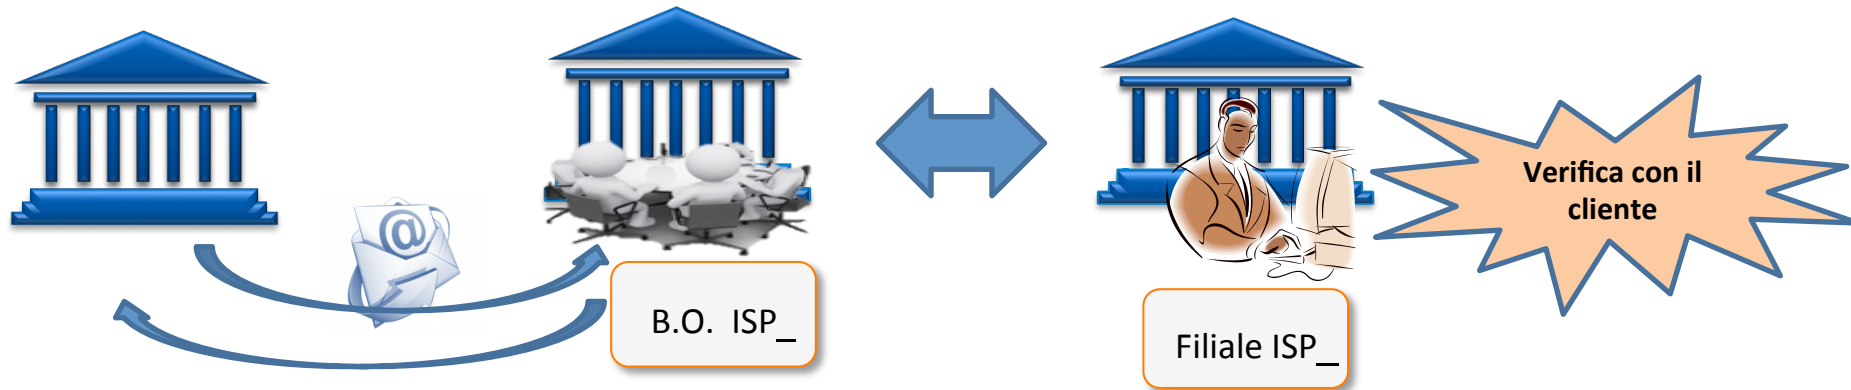 Verifica con il
cliente
B.O. ISP_
Filiale ISP_